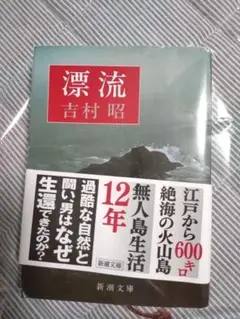 漂流
吉村 昭
江戸から600キロ
絶海の火山島
無人島生活
12年
新潮文庫
過酷な自然と
闘い、男はなぜ
生還できたのか?
新潮文庫